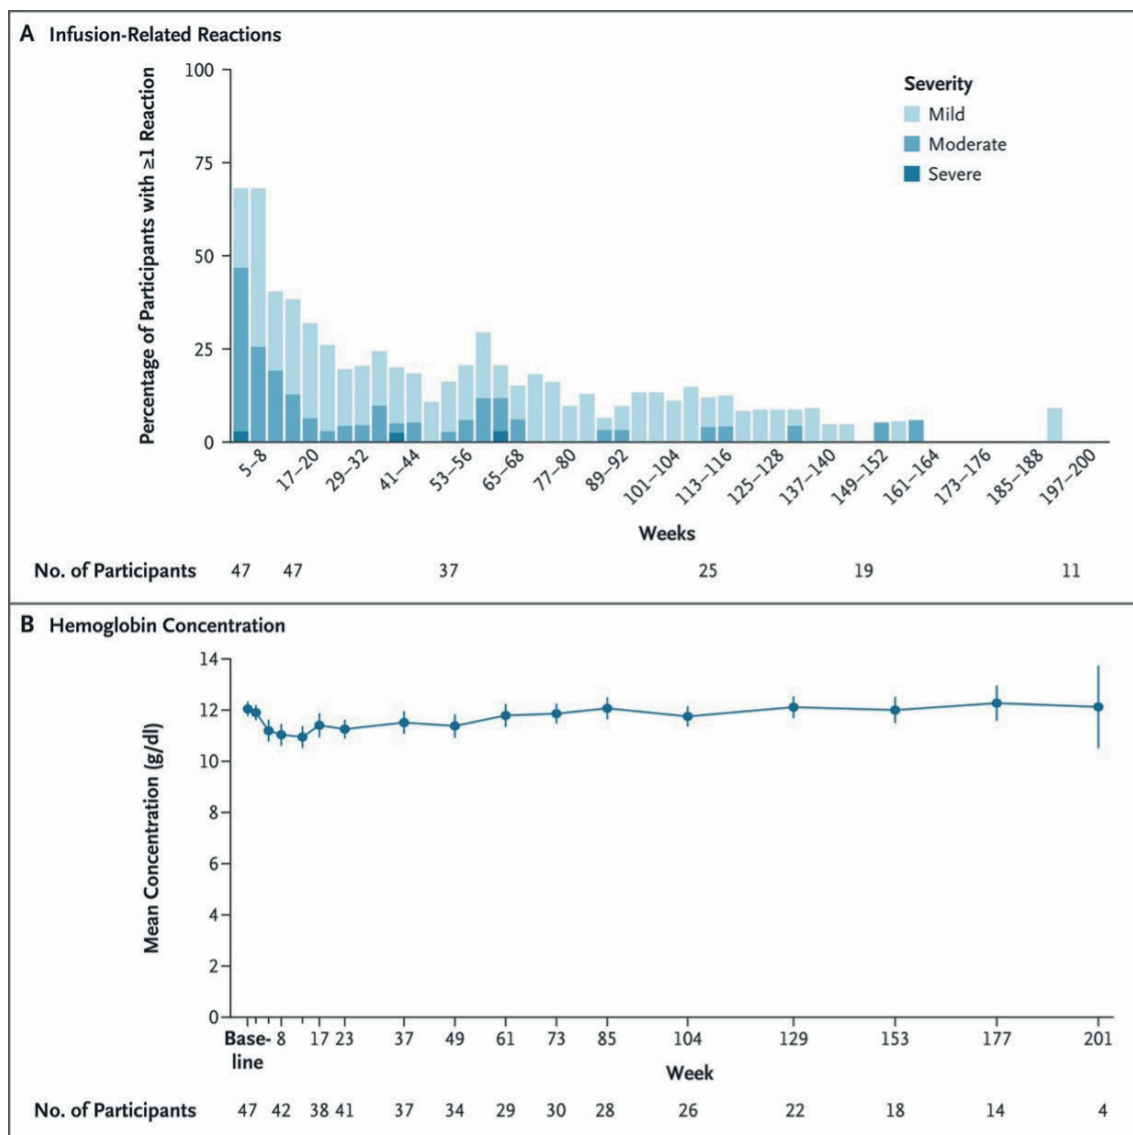 A Infusion-Related Reactions
Percentage of Participants with ≥1 Reaction
100
75
50
25
0
Severity
Mild
Moderate
Severe
5–8 17–20 29–32 41–44 53–56 65–68 77–80 89–92 101–104 113–116 125–128 137–140 149–152 161–164 173–176 185–188 197–200
Weeks
No. of Participants 47 47 37 25 19 11
B Hemoglobin Concentration
Mean Concentration (g/dl)
14
12
10
8
6
4
2
0
Base- 8 17 23 37 49 61 73 85 104 129 153 177 201
line
Week
No. of Participants 47 42 38 41 37 34 29 30 28 26 22 18 14 4